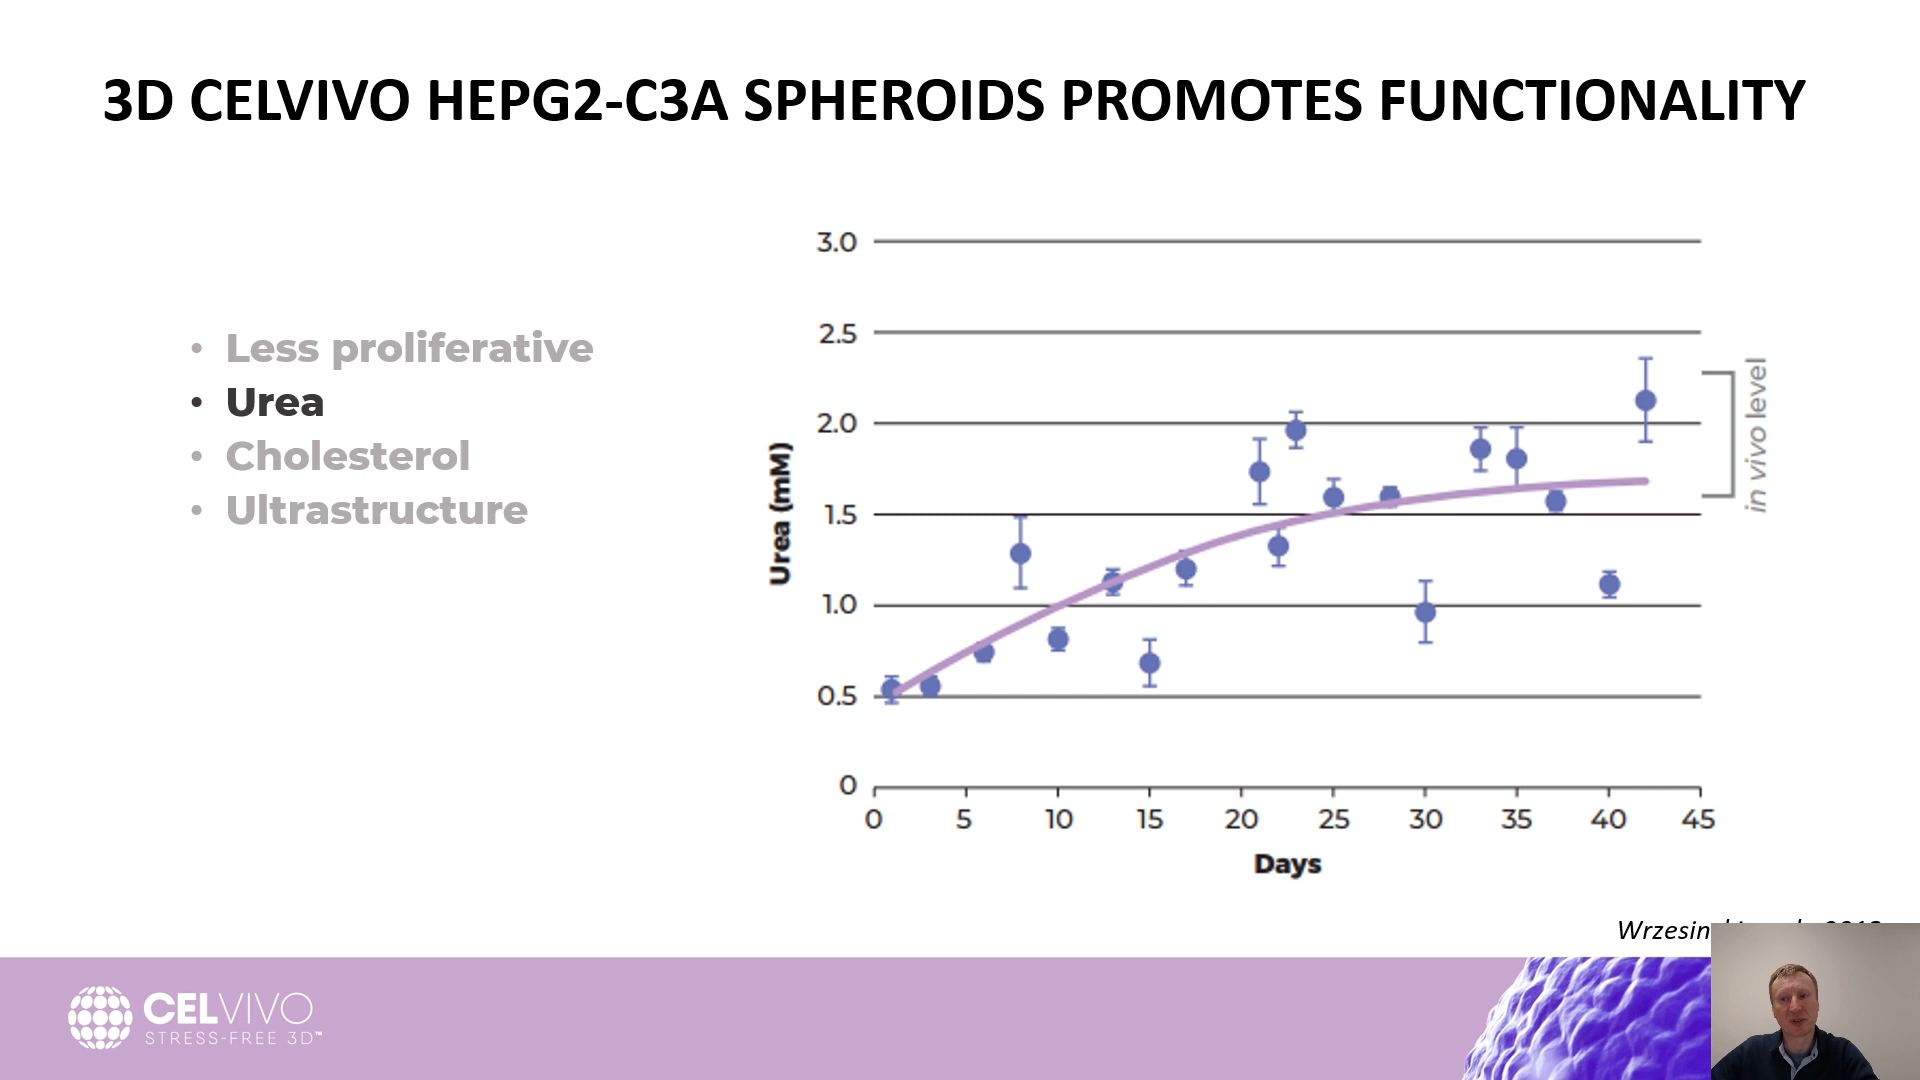 3D CELVIVO HEPG2-C3A SPHEROIDS PROMOTES FUNCTIONALITY
• Less proliferative
• Urea
• Cholesterol
• Ultrastructure
3.0
2.5
2.0
1.5
1.0
0.5
0
Urea (mM)
0 5 10 15 20 25 30 35 40 45
Days
in vivo level
CELVIVO
STRESS-FREE 3D™